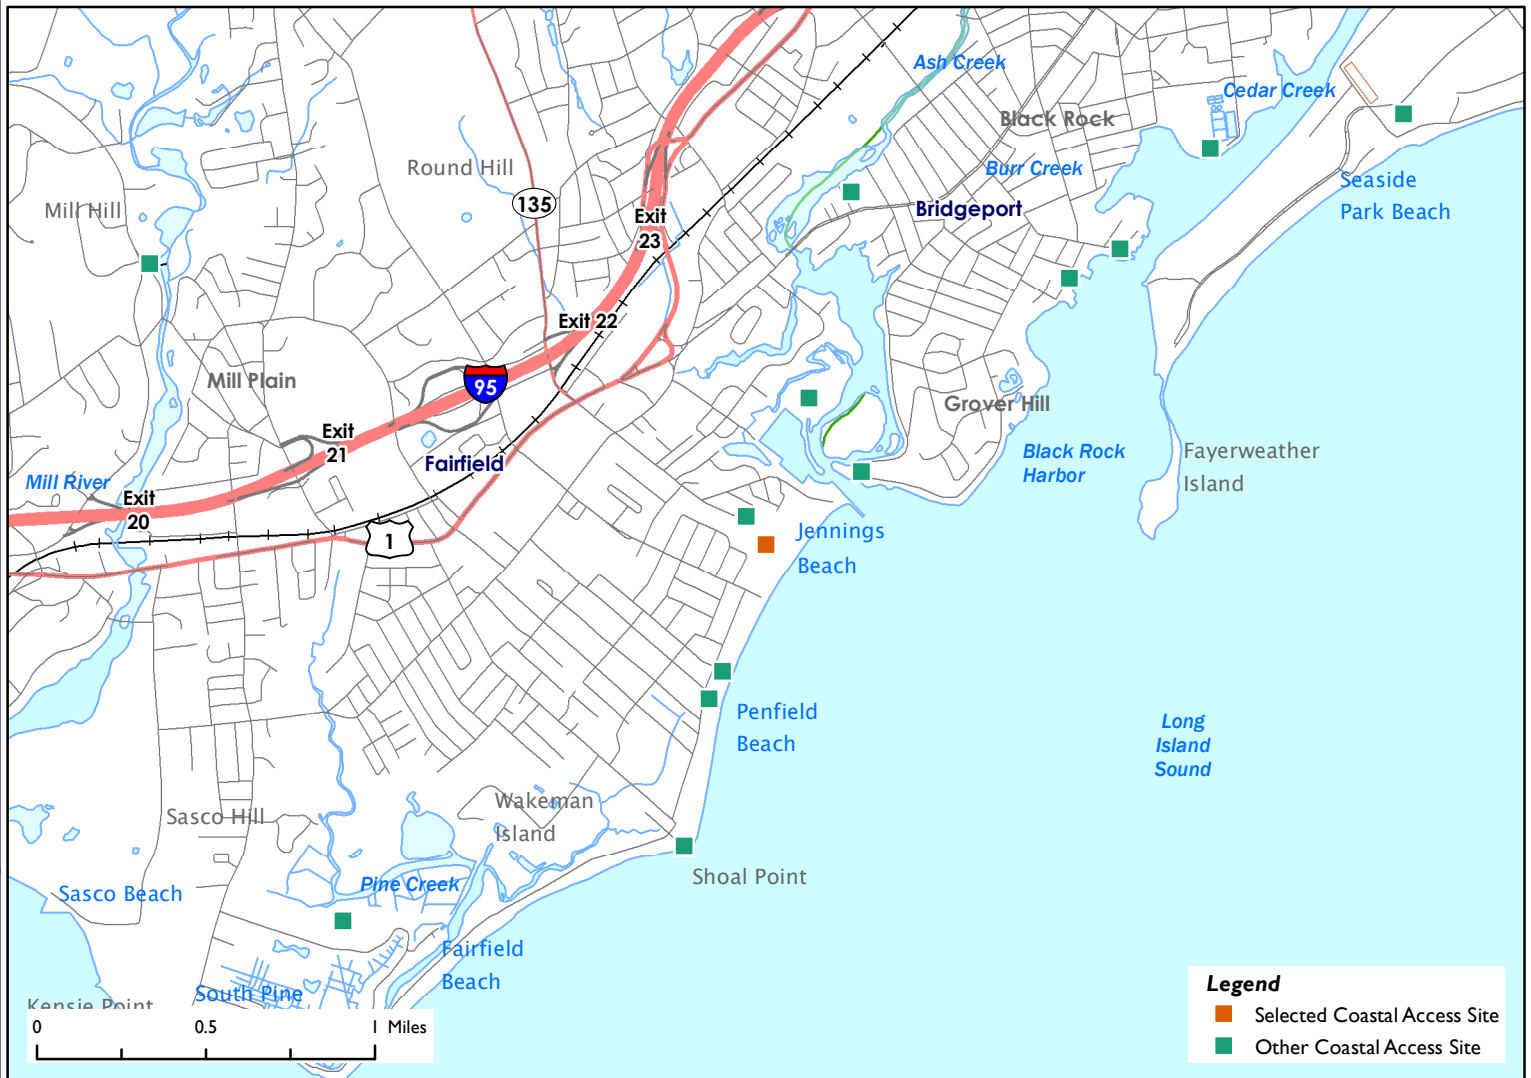 Ash Creek
Cedar Creek
Black Rock
Round Hill
Burr Creek
Seaside
Park Beach
135
Mill Hill
Bridgeport
Exit
23
Exit 22
Mill Plain
95
Grover Hill
Exit
21
Fairfield
Black Rock
Harbor
Fayerweather
Island
Mill River
Exit
20
1
Jennings
Beach
Penfield
Beach
Long
Island
Sound
Wakeman
Island
Sasco Hill
Shoal Point
Pine Creek
Sasco Beach
Fairfield
Beach
South Pine
Kensie Point
Legend
Selected Coastal Access Site
Other Coastal Access Site
0 0.5 1 Miles